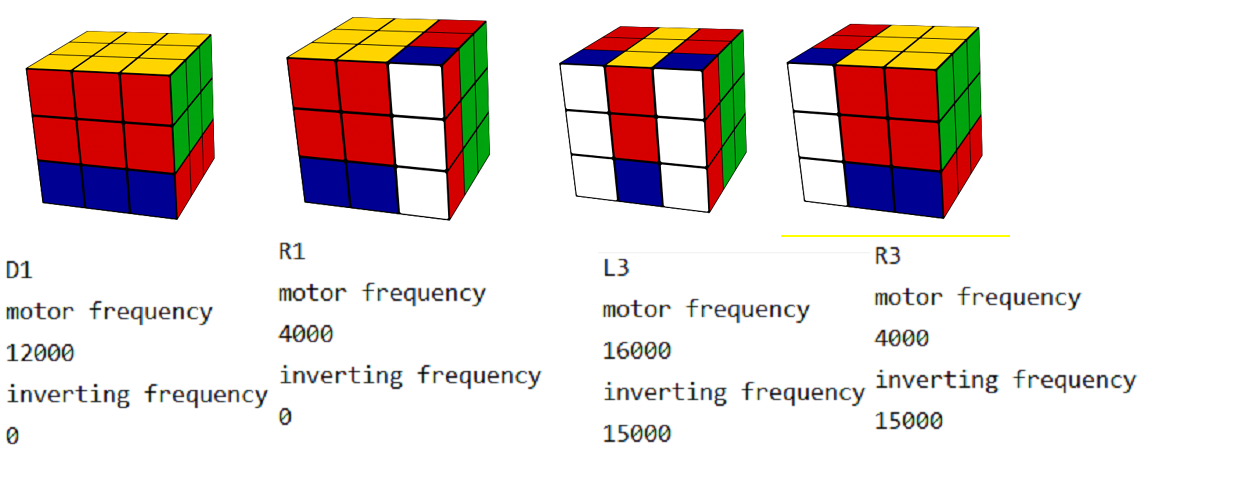 D1
motor frequency
12000
inverting frequency
0
R1
motor frequency
4000
inverting frequency
0
L3
motor frequency
16000
inverting frequency
15000
R3
motor frequency
4000
inverting frequency
15000